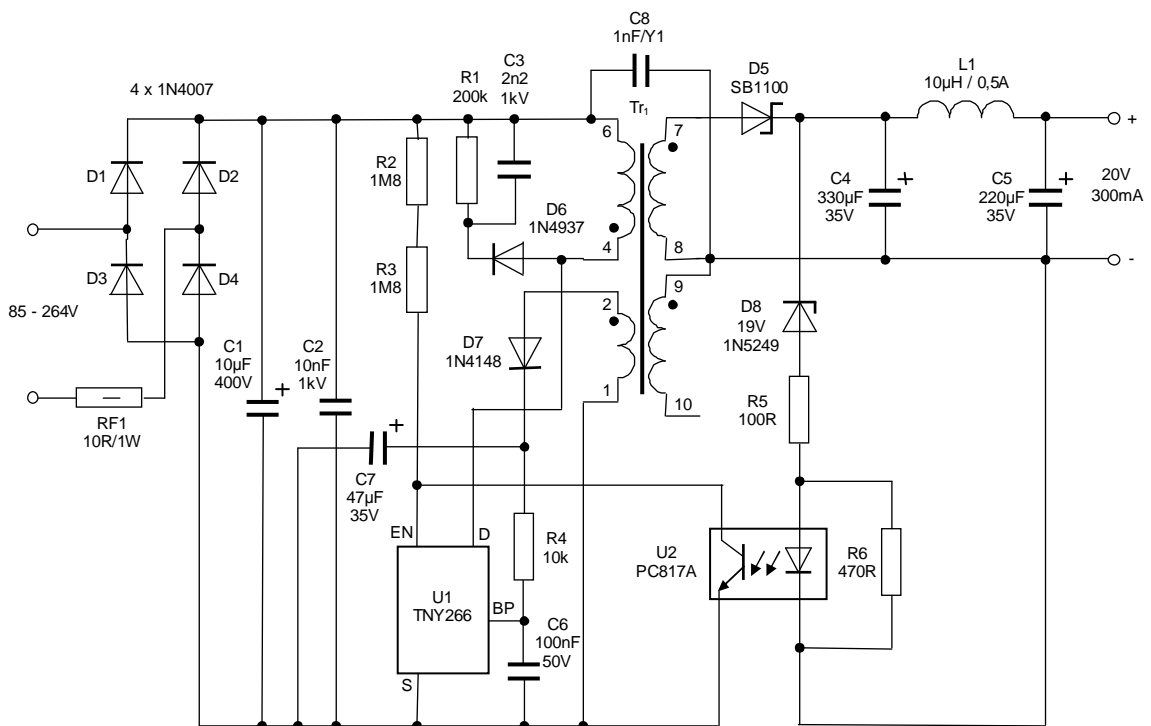 C8
1nF/Y1
C3
2n2
1kV
R1
200k
4 x 1N4007
Tr₁
D5
SB1100
L1
10µH / 0,5A
6
7
+
D1
D2
R2
1M8
C4
330µF
35V
+
C5
220µF
35V
+
20V
300mA
D6
1N4937
4
8
-
D3
D4
R3
1M8
9
2
85 - 264V
D8
19V
1N5249
D7
1N4148
C1
10µF
400V
+
C2
10nF
1kV
1
10
R5
100R
RF1
10R/1W
+
C7
47µF
35V
EN
D
R4
10k
U2
PC817A
R6
470R
U1
TNY266
BP
C6
100nF
50V
S